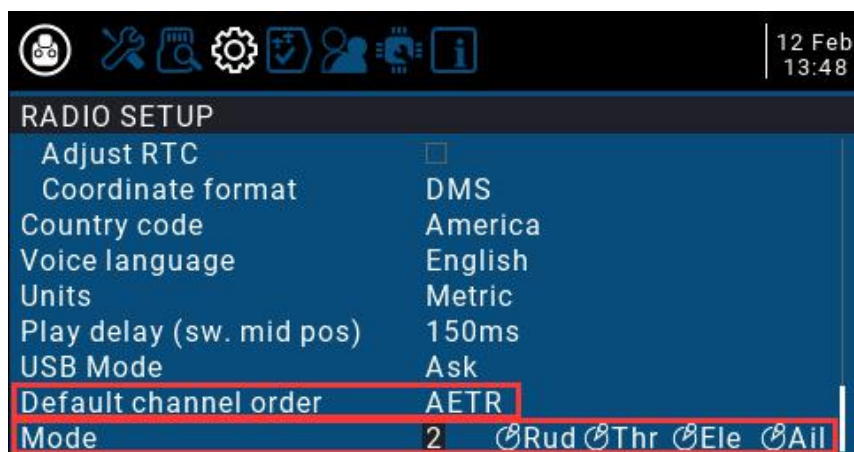 12 Feb
13:48
RADIO SETUP
Adjust RTC
Coordinate format DMS
Country code America
Voice language English
Units Metric
Play delay (sw. mid pos) 150ms
USB Mode Ask
Default channel order AETR
Mode 2 Rud Thr Ele Ail